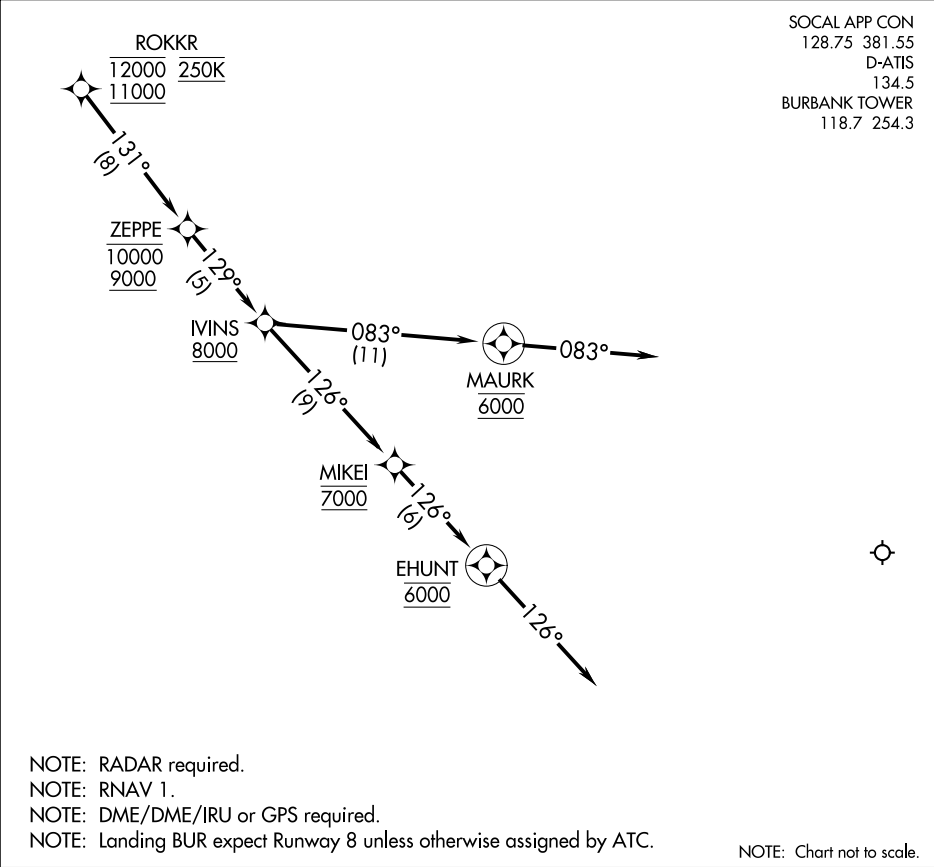 SOCAL APP CON
128.75 381.55
D-ATIS
134.5
BURBANK TOWER
118.7 254.3
ROKKR
12000 250K
11000
131°
(8)
ZEPPE
10000
9000
129°
(5)
IVINS
8000
083°
(11)
083°
MAURK
6000
126°
(9)
MIKEI
7000
126°
(6)
EHUNT
6000
126°
NOTE: RADAR required.
NOTE: RNAV 1.
NOTE: DME/DME/IRU or GPS required.
NOTE: Landing BUR expect Runway 8 unless otherwise assigned by ATC.
NOTE: Chart not to scale.